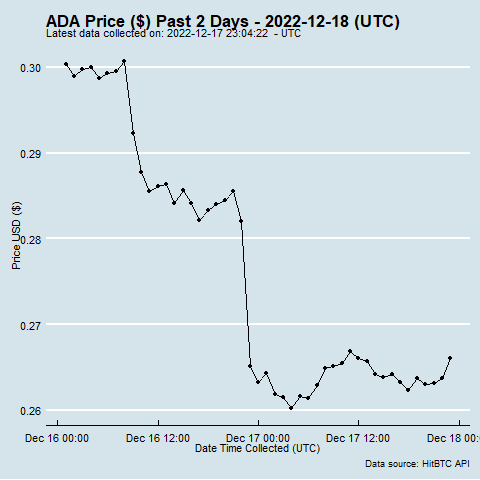 ADA Price ($) Past 2 Days - 2022-12-18 (UTC)
Latest data collected on: 2022-12-17 23:04:22  - UTC
0.30
0.29
0.28
0.27
0.26
Price USD ($)
Dec 16 00:00
Dec 16 12:00
Dec 17 00:00
Dec 17 12:00
Dec 18 00:
Date Time Collected (UTC)
Data source: HitBTC API